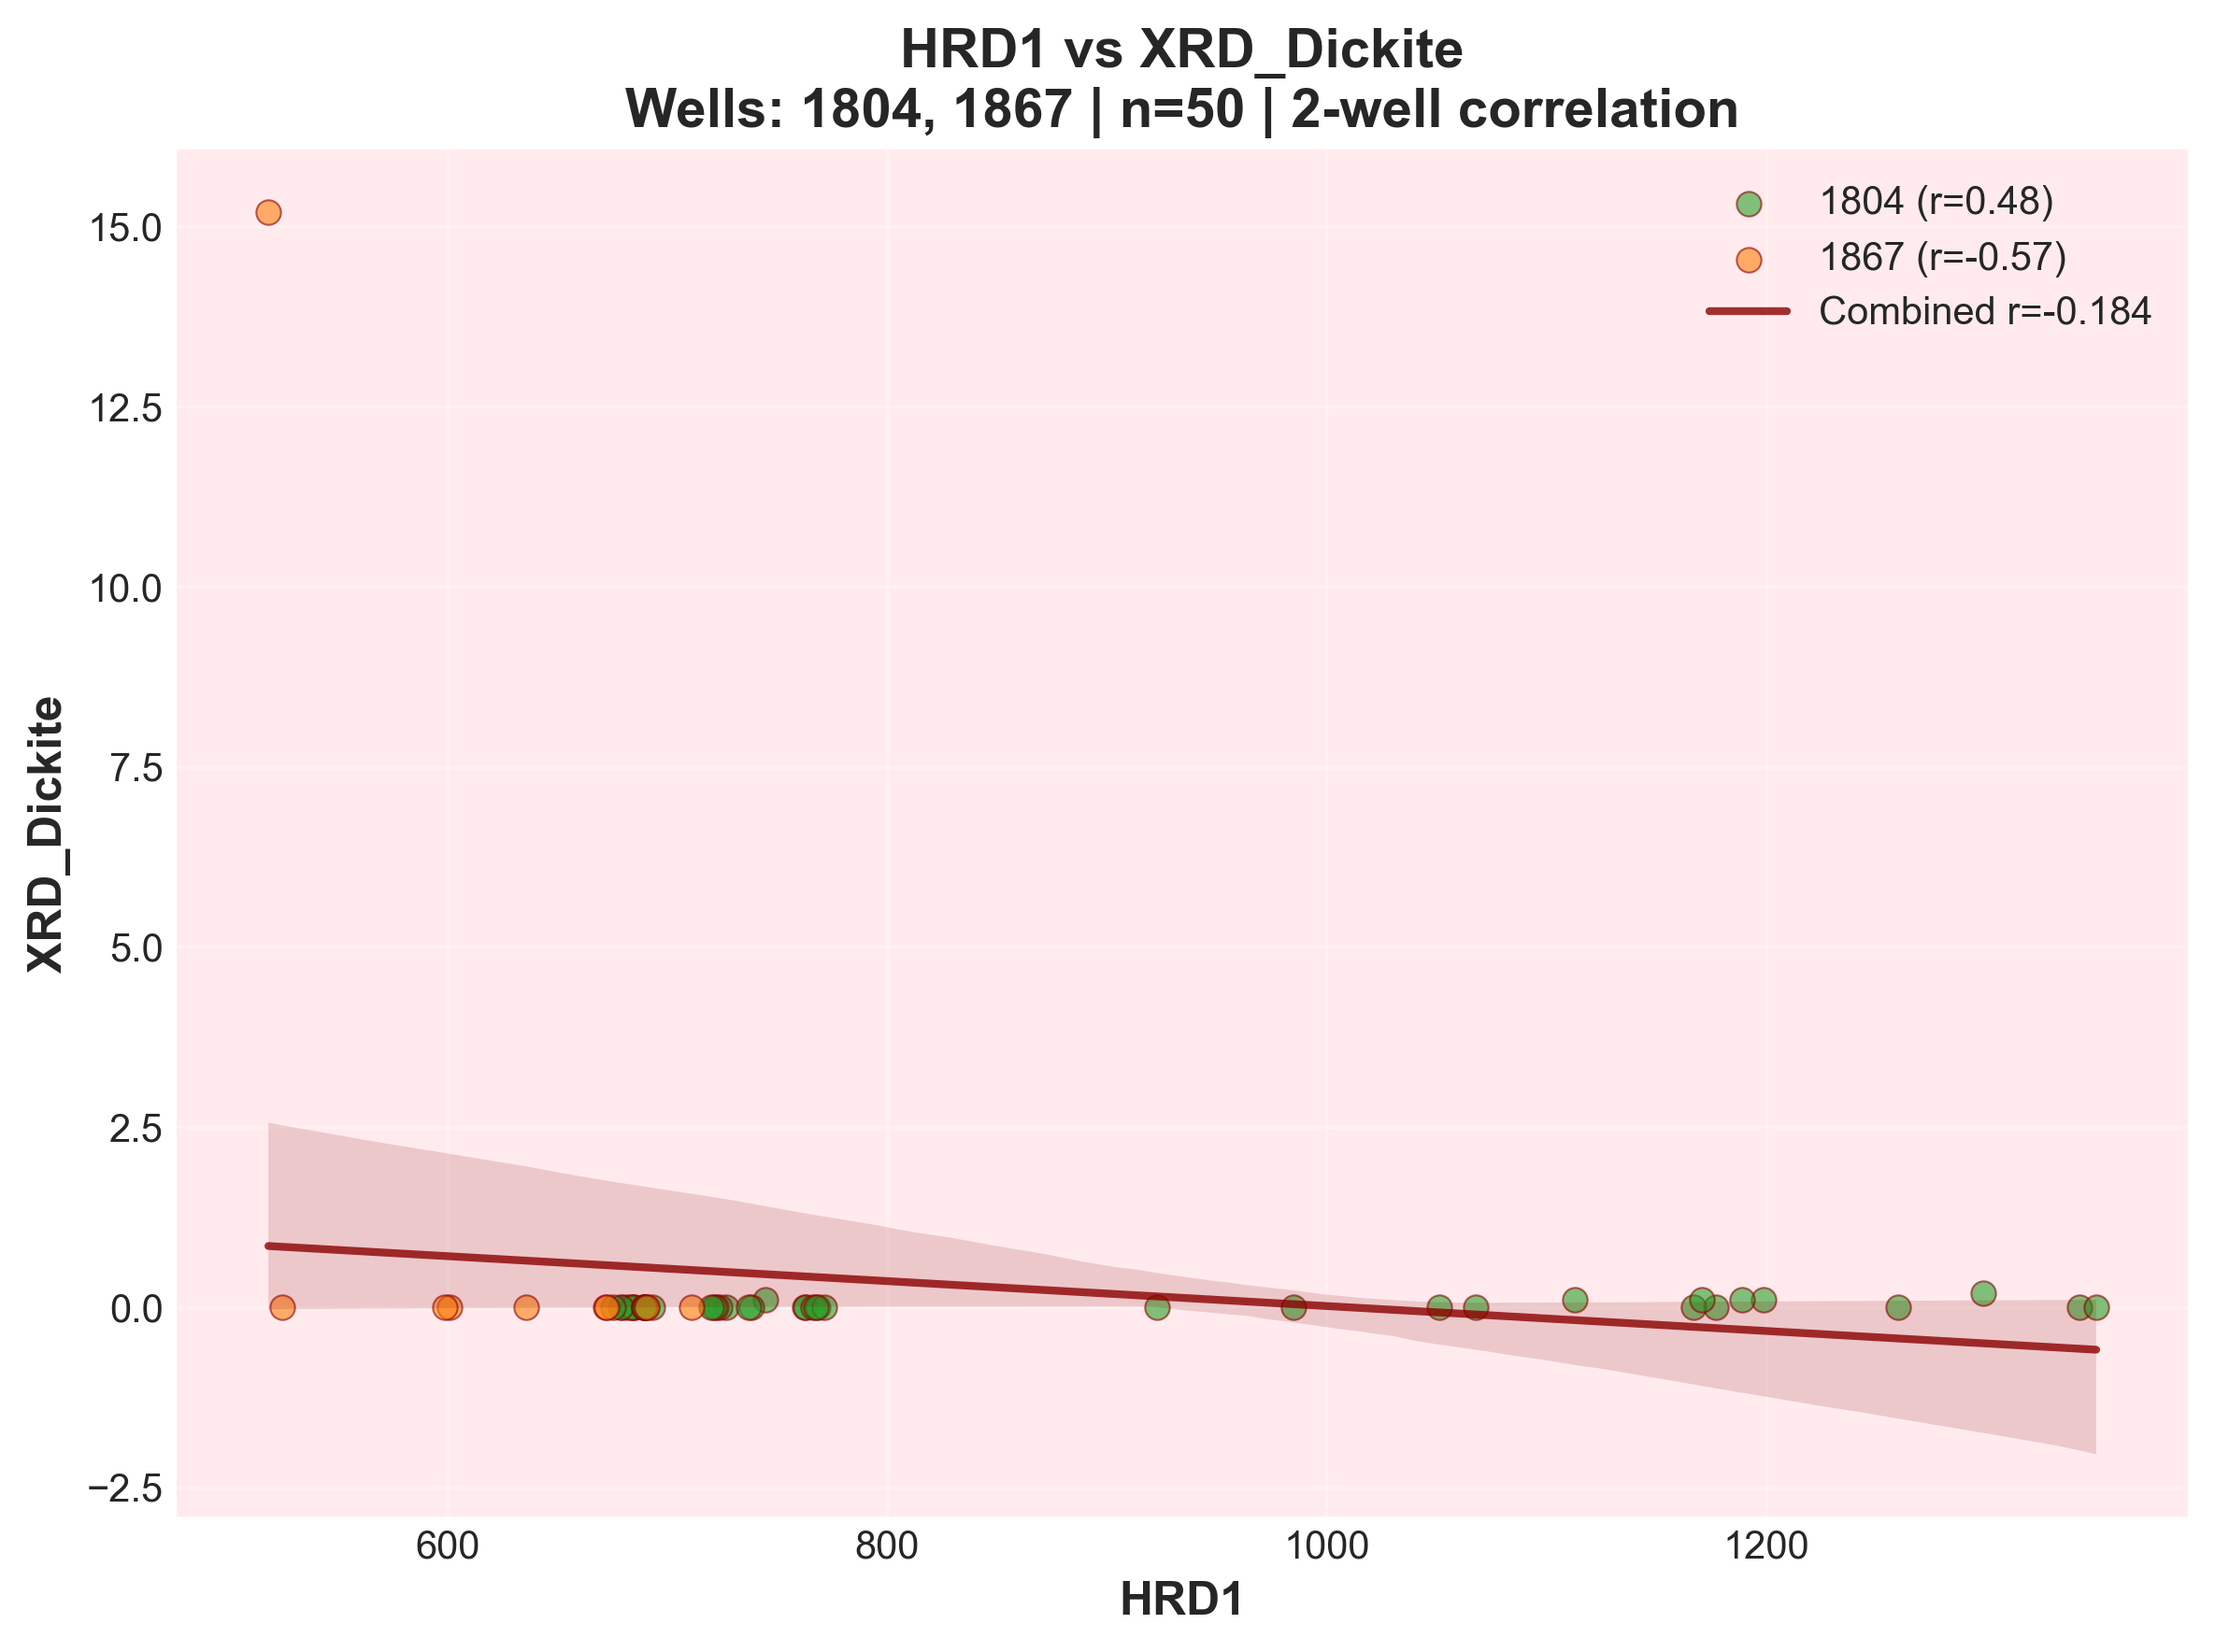 HRD1 vs XRD_Dickite
Wells: 1804, 1867 | n=50 | 2-well correlation
1804 (r=0.48)
1867 (r=-0.57)
Combined r=-0.184
XRD_Dickite
15.0
12.5
10.0
7.5
5.0
2.5
0.0
−2.5
600
800
1000
1200
HRD1